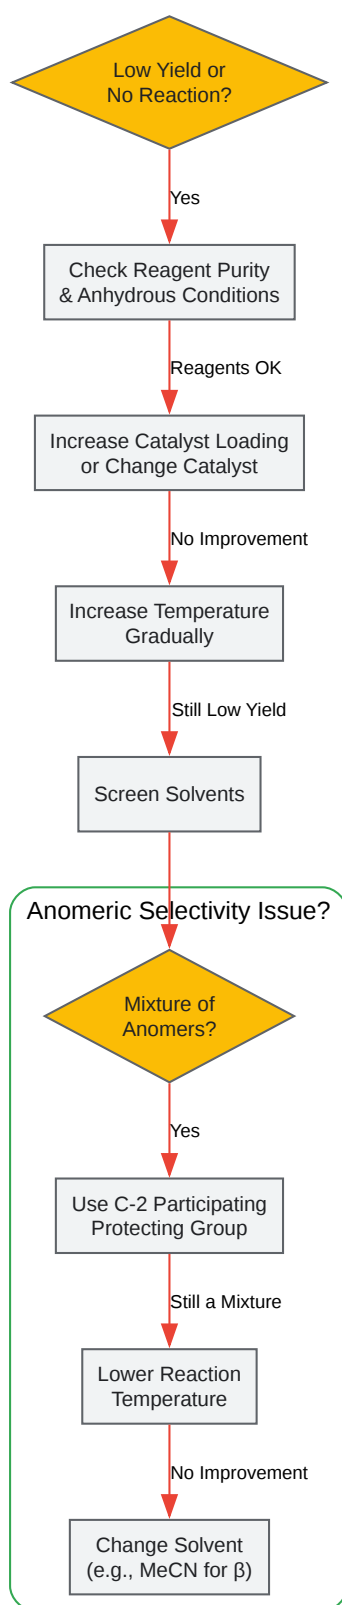 Low Yield or
No Reaction?
Yes
Check Reagent Purity
& Anhydrous Conditions
Reagents OK
Increase Catalyst Loading
or Change Catalyst
No Improvement
Increase Temperature
Gradually
Still Low Yield
Screen Solvents
Anomeric Selectivity Issue?
Mixture of
Anomers?
Yes
Use C-2 Participating
Protecting Group
Still a Mixture
Lower Reaction
Temperature
No Improvement
Change Solvent
(e.g., MeCN for β)